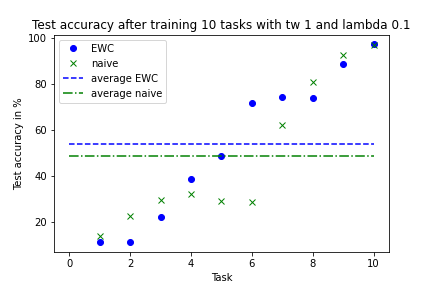 Test accuracy after training 10 tasks with tw 1 and lambda 0.1
EWC
naive
average EWC
average naive
Test accuracy in %
100
80
60
40
20
0
2
4
6
8
10
Task